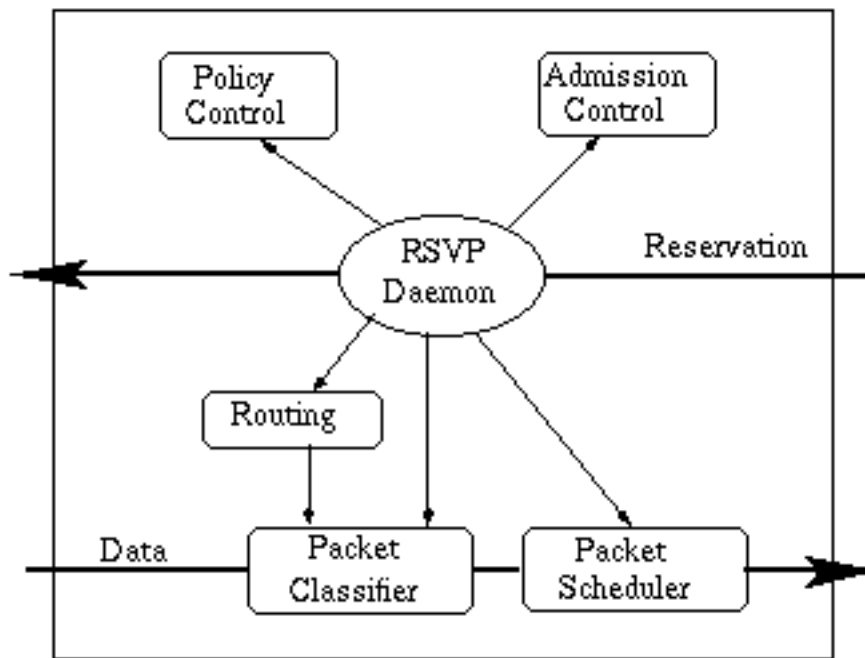 Policy
Control
Admission
Control
RSVP
Daemon
Reservation
Routing
Data
Packet
Classifier
Packet
Scheduler